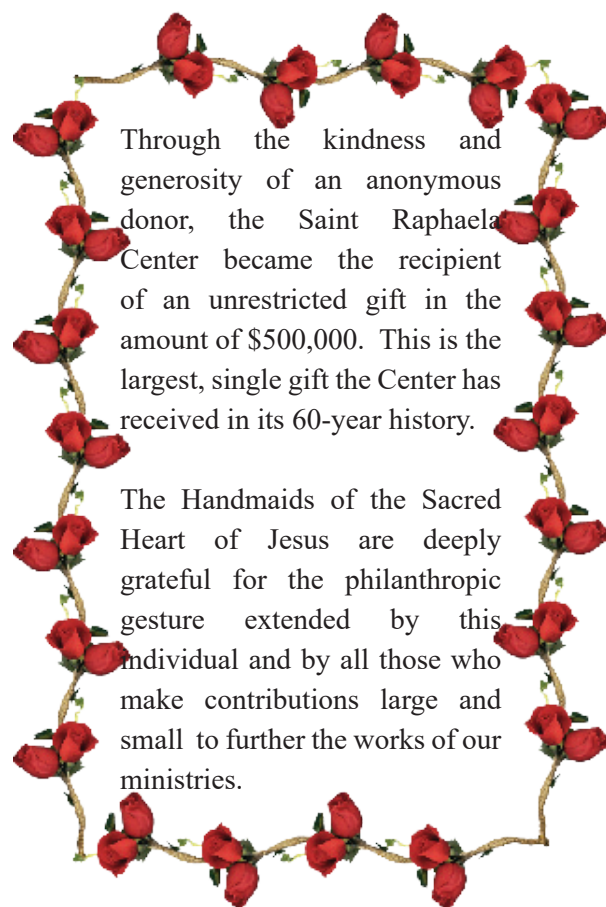 Through the kindness and
generosity of an anonymous
donor, the Saint Raphaela
Center became the recipient
of an unrestricted gift in the
amount of $500,000.  This is the
largest, single gift the Center has
received in its 60-year history.
The Handmaids of the Sacred
Heart of Jesus are deeply
grateful for the philanthropic
gesture extended by this
individual and by all those who
make contributions large and
small  to further the works of our
ministries.